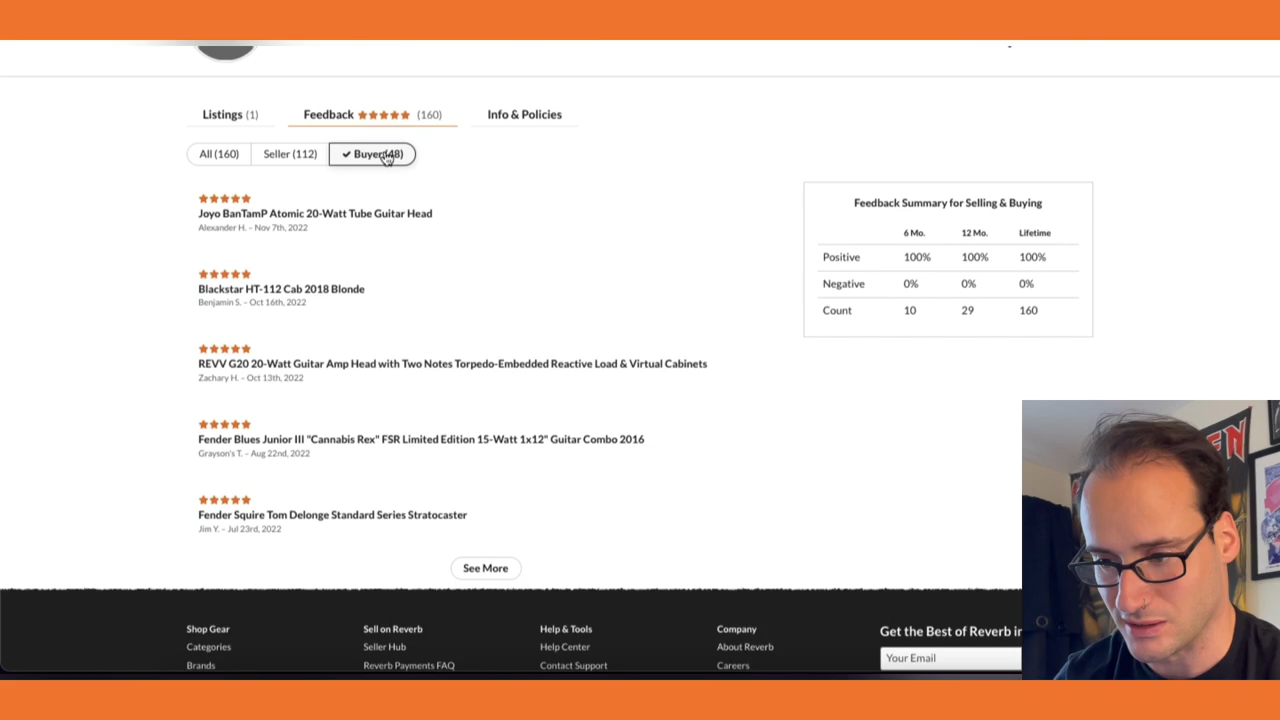 Listings (1)
Feedback ★★★★★ (160)
Info & Policies
All (160)
Seller (112)
✓ Buyer (48)
★★★★★
Joyo BanTamP Atomic 20-Watt Tube Guitar Head
Alexander H. – Nov 7th, 2022
★★★★★
Blackstar HT-112 Cab 2018 Blonde
Benjamin S. – Oct 16th, 2022
★★★★★
REVV G20 20-Watt Guitar Amp Head with Two Notes Torpedo-Embedded Reactive Load & Virtual Cabinets
Zachary H. – Oct 13th, 2022
★★★★★
Fender Blues Junior III "Cannabis Rex" FSR Limited Edition 15-Watt 1x12" Guitar Combo 2016
Grayson's T. – Aug 22nd, 2022
★★★★★
Fender Squire Tom Delonge Standard Series Stratocaster
Jim Y. – Jul 23rd, 2022
See More
Feedback Summary for Selling & Buying
6 Mo. 12 Mo. Lifetime
Positive 100% 100% 100%
Negative 0% 0% 0%
Count 10 29 160
Shop Gear
Categories
Brands
Sell on Reverb
Seller Hub
Reverb Payments FAQ
Help & Tools
Help Center
Contact Support
Company
About Reverb
Careers
Get the Best of Reverb in
Your Email